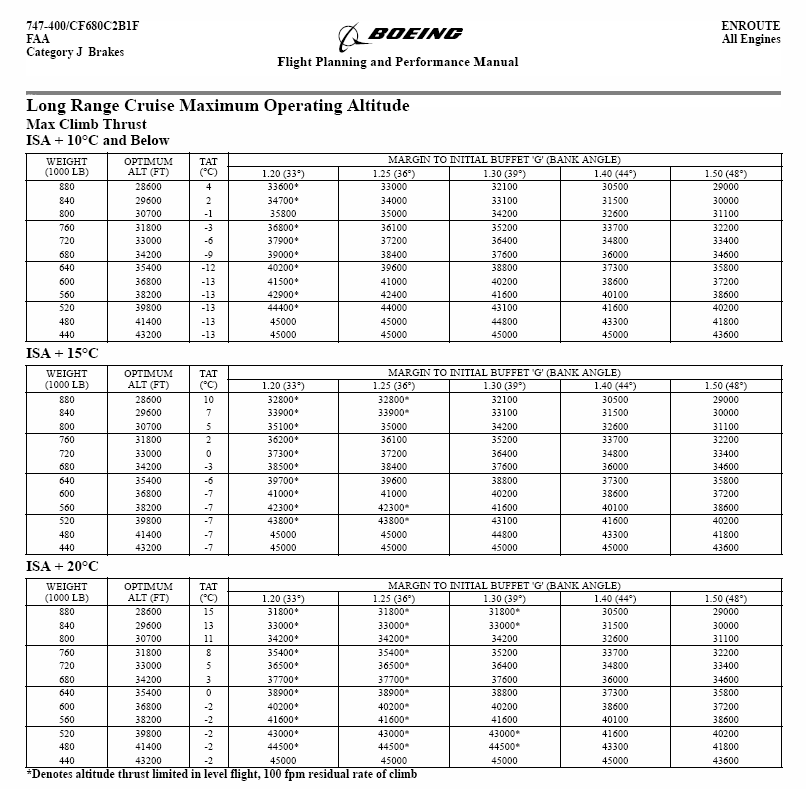 747-400/CF680C2B1F
FAA
Category J Brakes
BOEING
Flight Planning and Performance Manual
ENROUTE
All Engines
Long Range Cruise Maximum Operating Altitude
Max Climb Thrust
ISA + 10°C and Below
WEIGHT (1000 LB) OPTIMUM ALT (FT) TAT (°C) MARGIN TO INITIAL BUFFET 'G' (BANK ANGLE)
1.20 (33°) 1.25 (36°) 1.30 (39°) 1.40 (44°) 1.50 (48°)
880 28600 4 33600* 33000 32100 30500 29000
840 29600 2 34700* 34000 33100 31500 30000
800 30700 -1 35800 35000 34200 32600 31100
760 31800 -3 36800* 36100 35200 33700 32200
720 33000 -6 37900* 37200 36400 34800 33400
680 34200 -9 39000* 38400 37600 36000 34600
640 35400 -12 40200* 39600 38800 37300 35800
600 36800 -13 41500* 41000 40200 38600 37200
560 38200 -13 42900* 42400 41600 40100 38600
520 39800 -13 44400* 44000 43100 41600 40200
480 41400 -13 45000 45000 44800 43300 41800
440 43200 -13 45000 45000 45000 45000 43600
ISA + 15°C
WEIGHT (1000 LB) OPTIMUM ALT (FT) TAT (°C) MARGIN TO INITIAL BUFFET 'G' (BANK ANGLE)
1.20 (33°) 1.25 (36°) 1.30 (39°) 1.40 (44°) 1.50 (48°)
880 28600 10 32800* 32800* 32100 30500 29000
840 29600 7 33900* 33900* 33100 31500 30000
800 30700 5 35100* 35000 34200 32600 31100
760 31800 2 36200* 36100 35200 33700 32200
720 33000 0 37300* 37200 36400 34800 33400
680 34200 -3 38500* 38400 37600 36000 34600
640 35400 -6 39700* 39600 38800 37300 35800
600 36800 -7 41000* 41000 40200 38600 37200
560 38200 -7 42300* 42300* 41600 40100 38600
520 39800 -7 43800* 43800* 43100 41600 40200
480 41400 -7 45000 45000 44800 43300 41800
440 43200 -7 45000 45000 45000 45000 43600
ISA + 20°C
WEIGHT (1000 LB) OPTIMUM ALT (FT) TAT (°C) MARGIN TO INITIAL BUFFET 'G' (BANK ANGLE)
1.20 (33°) 1.25 (36°) 1.30 (39°) 1.40 (44°) 1.50 (48°)
880 28600 15 31800* 31800* 31800* 30500 29000
840 29600 13 33000* 33000* 33000* 31500 30000
800 30700 11 34200* 34200* 34200 32600 31100
760 31800 8 35400* 35400* 35200 33700 32200
720 33000 5 36500* 36500* 36400 34800 33400
680 34200 3 37700* 37700* 37600 36000 34600
640 35400 0 38900* 38900* 38800 37300 35800
600 36800 -2 40200* 40200* 40200 38600 37200
560 38200 -2 41600* 41600* 41600 40100 38600
520 39800 -2 43000* 43000* 43000* 41600 40200
480 41400 -2 44500* 44500* 44500* 43300 41800
440 43200 -2 45000 45000 45000 45000 43600
*Denotes altitude thrust limited in level flight, 100 fpm residual rate of climb